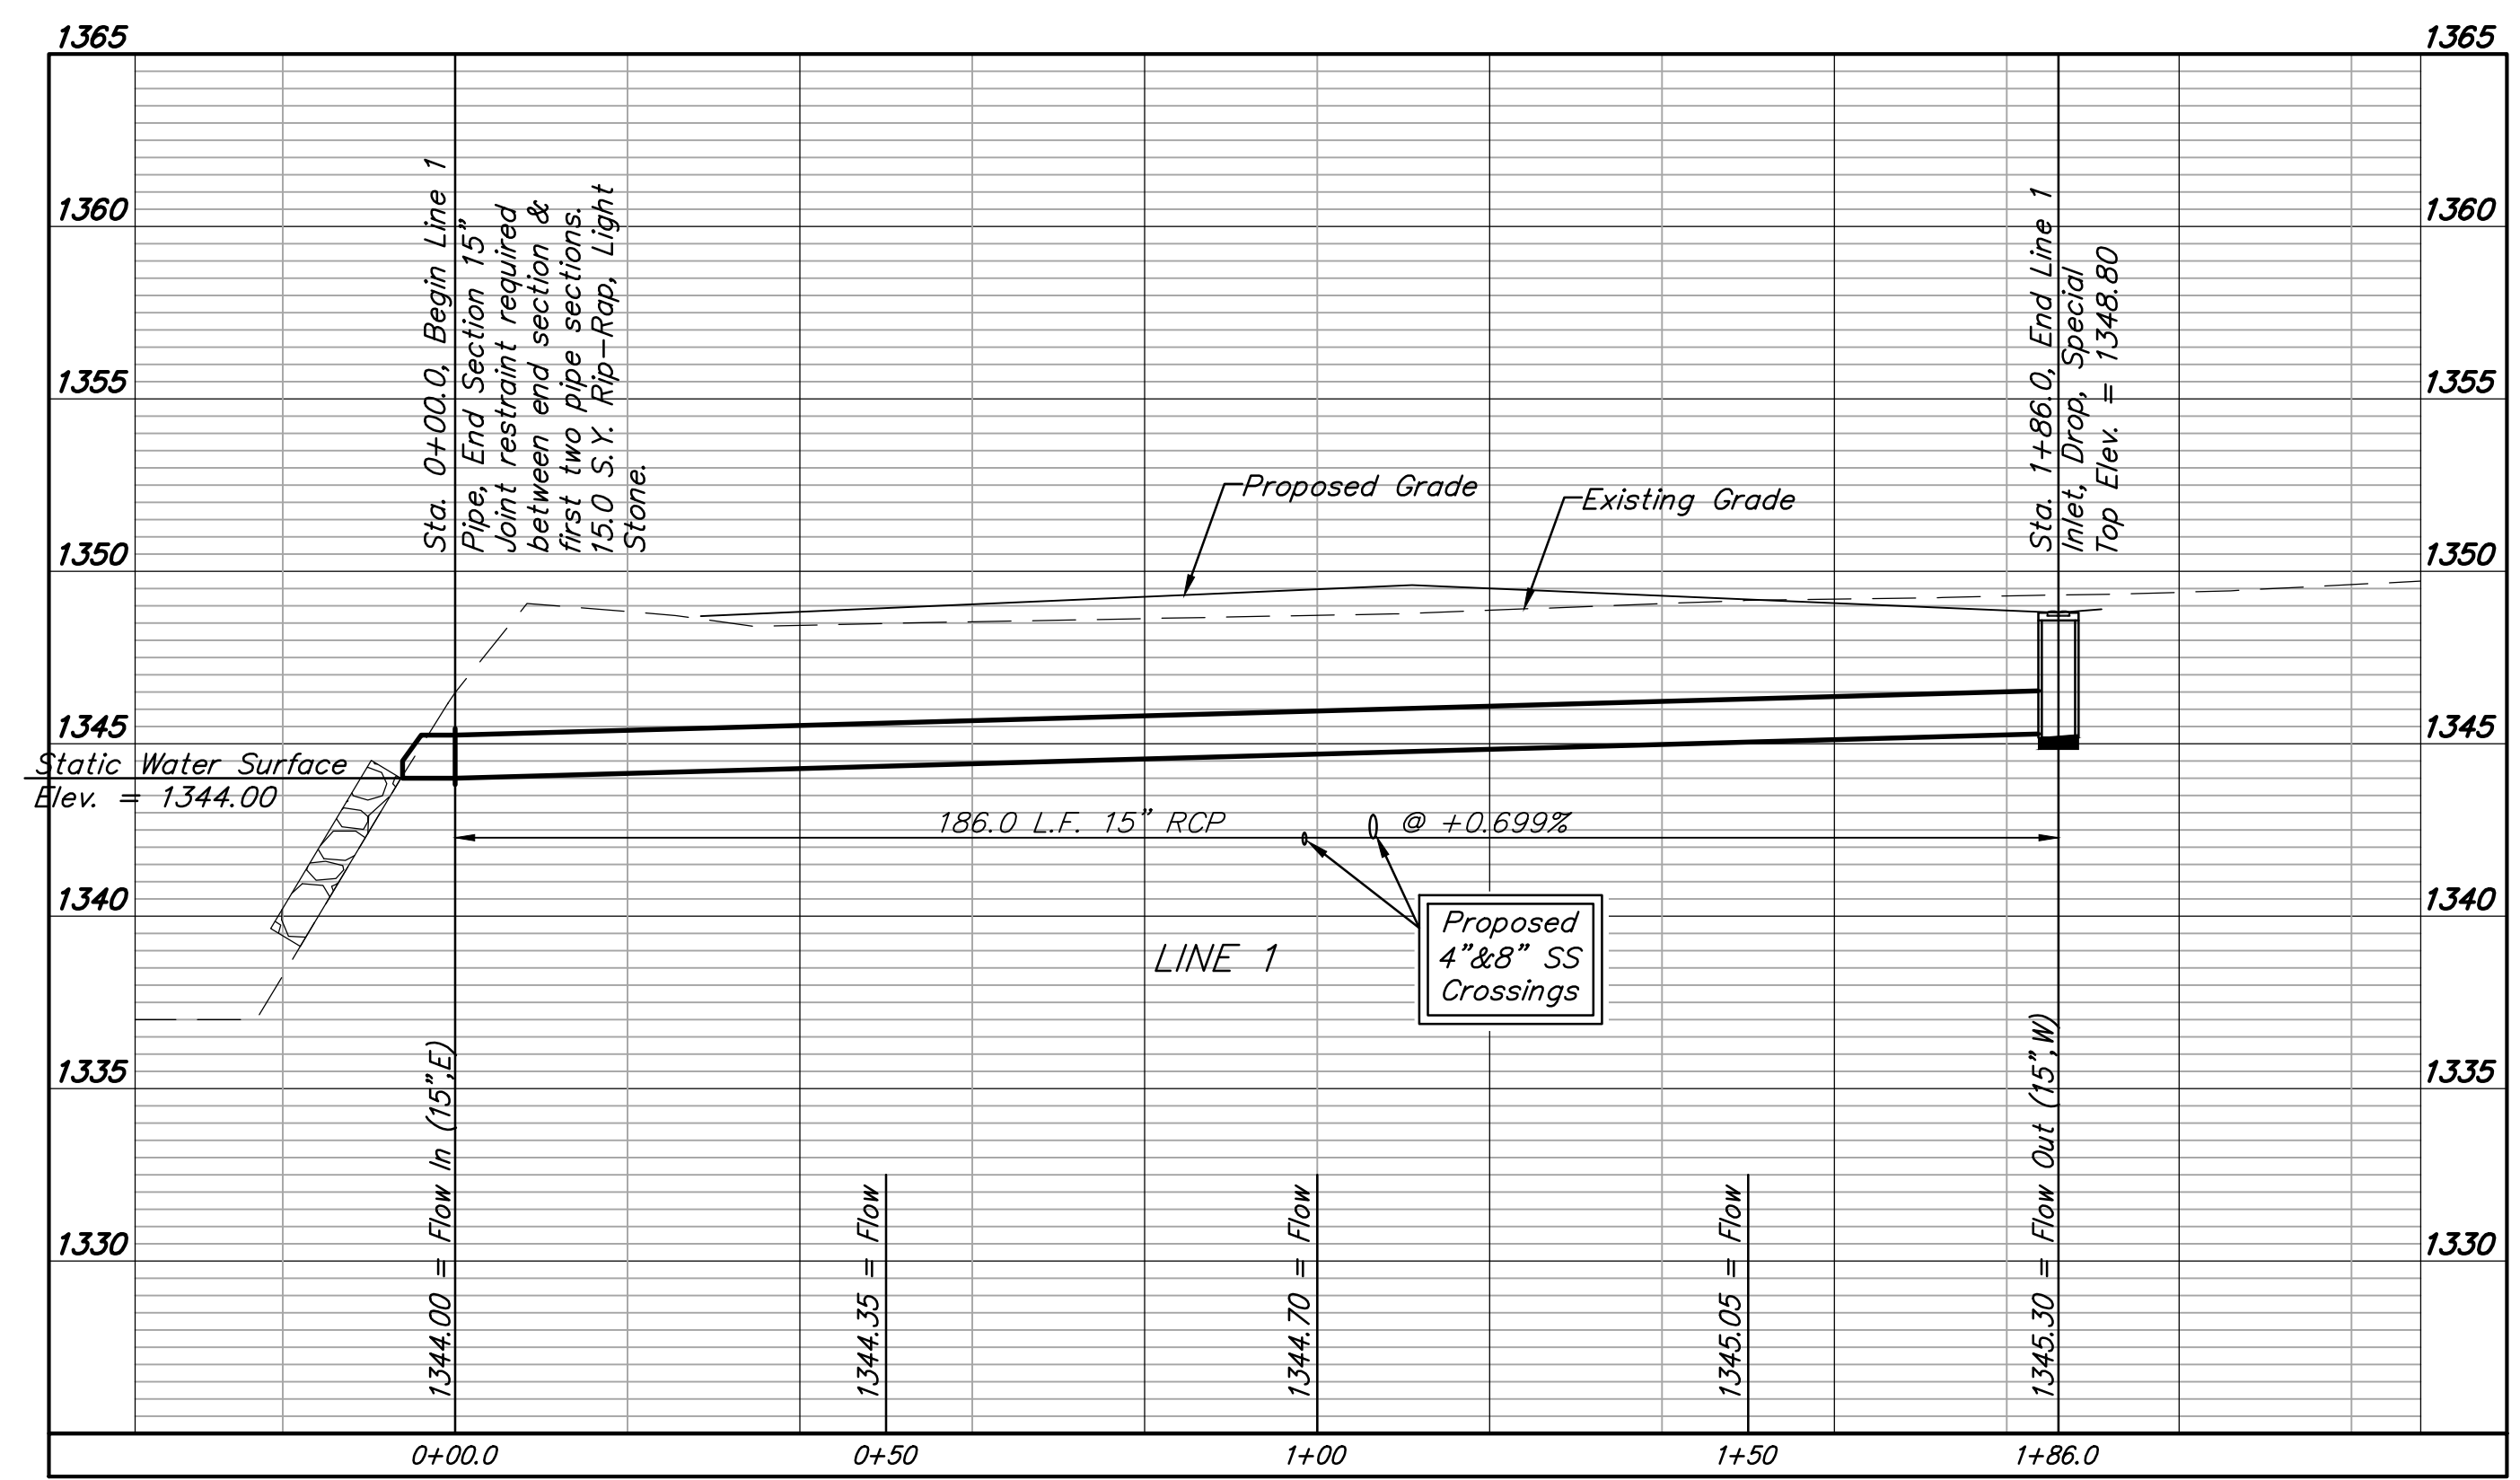 1365
1365
1360
1360
1355
1355
1350
1350
1345
1345
1340
1340
1335
1335
1330
1330
Sta. 0+00.0, Begin Line 1
Pipe, End Section 15"
Joint restraint required
between end section &
first two pipe sections.
15.0 S.Y. Rip-Rap, Light
Stone.
Sta. 1+86.0, End Line 1
Inlet, Drop, Special
Top Elev. = 1348.80
Proposed Grade
Existing Grade
Static Water Surface
Elev. = 1344.00
186.0 L.F. 15" RCP @ +0.699%
LINE 1
Proposed
4"&8" SS
Crossings
1344.00 = Flow In (15",E)
1344.35 = Flow
1344.70 = Flow
1345.05 = Flow
1345.30 = Flow Out (15",W)
0+00.0
0+50
1+00
1+50
1+86.0